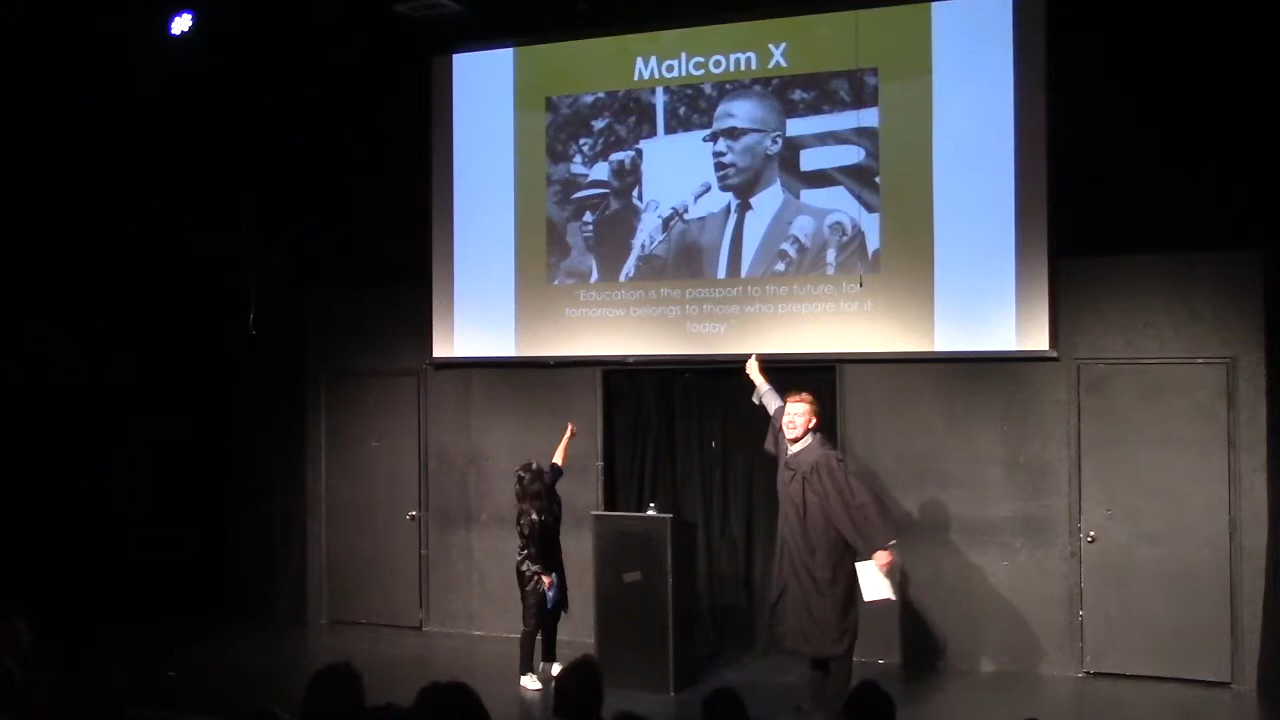 Malcom X
R
"Education is the passport to the future, for
tomorrow belongs to those who prepare for it
today."